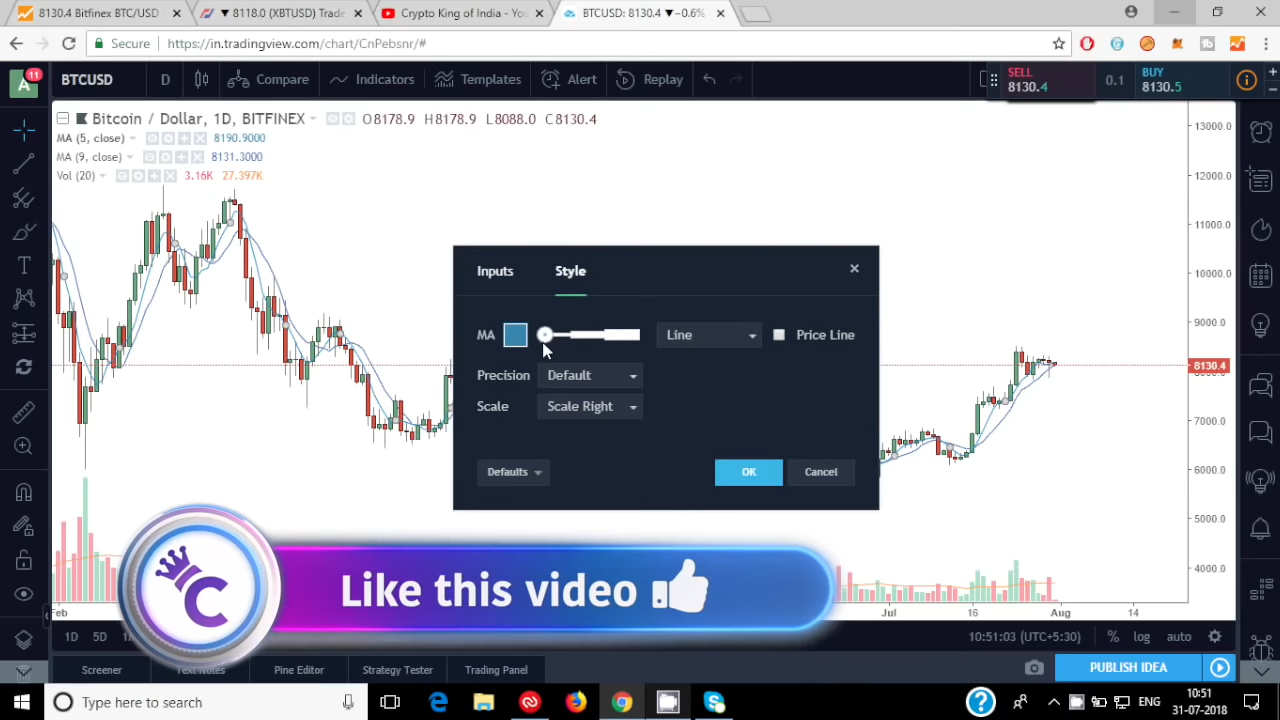 8130.4 Bitfinex BTC/USD
▼ 8118.0 (XBTUSD) Trade
Crypto King of India - You
BTCUSD: 8130.4 ▼−0.6%
Secure
https://in.tradingview.com/chart/CnPebsnr/#
11
A
BTCUSD
D
Compare
Indicators
Templates
Alert
Replay
SELL
8130.4
0.1
BUY
8130.5
Bitcoin / Dollar, 1D, BITFINEX
O8178.9 H8178.9 L8088.0 C8130.4
MA (5, close) 8190.9000
MA (9, close) 8131.3000
Vol (20) 3.16K 27.397K
13000.0
12000.0
11000.0
10000.0
9000.0
8130.4
7000.0
6000.0
5000.0
4000.0
Inputs
Style
MA
Line
Price Line
Precision
Default
Scale
Scale Right
Defaults
OK
Cancel
C
Like this video
Feb
Jul
16
Aug
14
1D
5D
10:51:03 (UTC+5:30)
%
log
auto
Screener
Text Notes
Pine Editor
Strategy Tester
Trading Panel
PUBLISH IDEA
Type here to search
ENG
10:51
31-07-2018